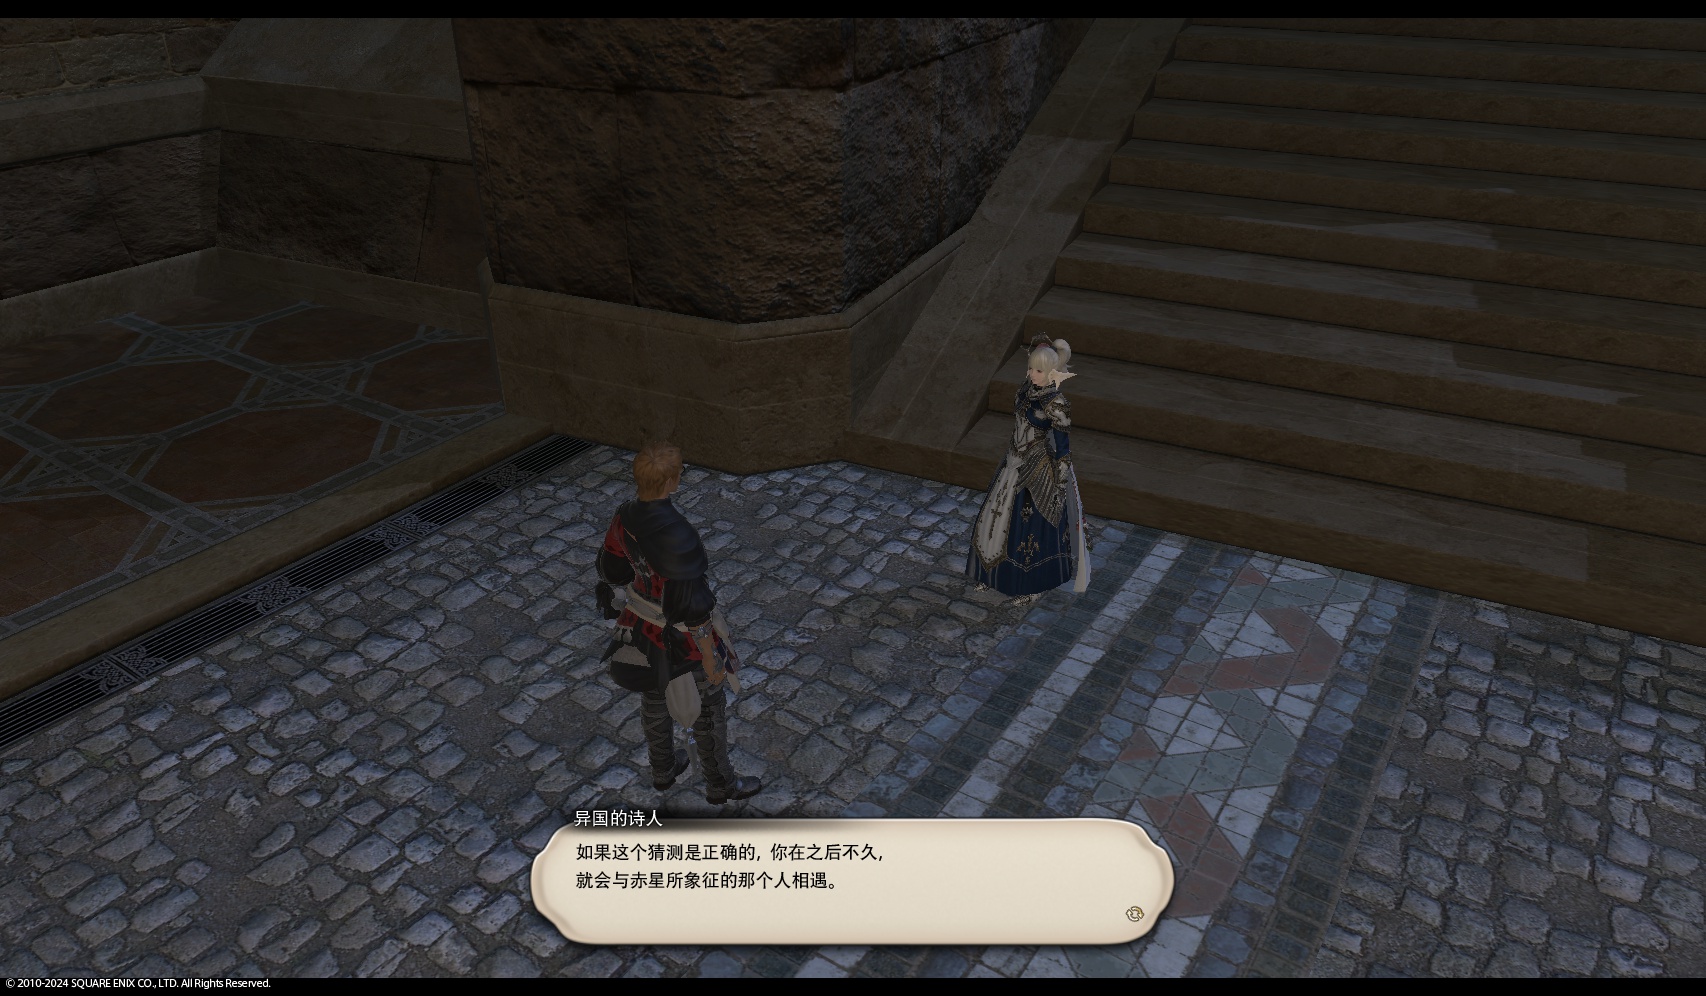 异国的诗人
如果这个猜测是正确的, 你在之后不久,
就会与赤星所象征的那个人相遇。
© 2010-2024 SQUARE ENIX CO., LTD. All Rights Reserved.